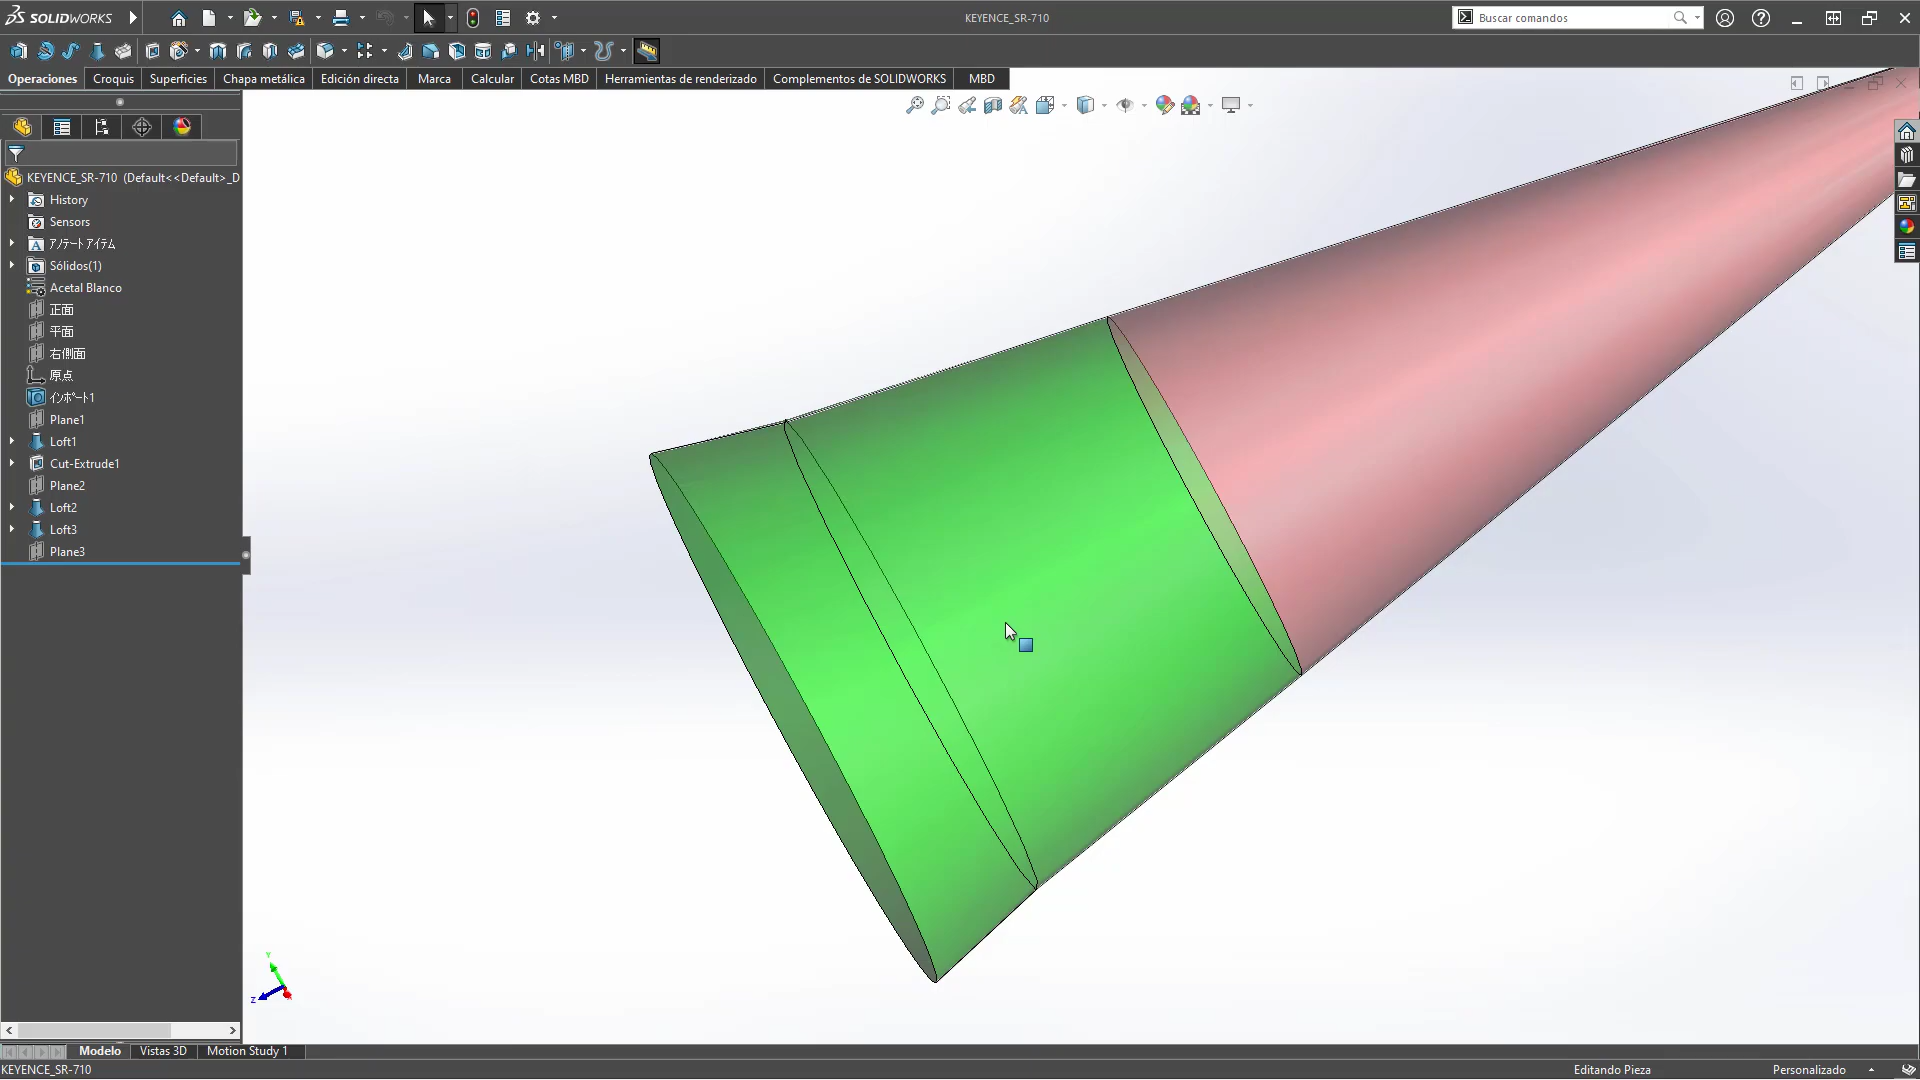 SOLIDWORKS
KEYENCE_SR-710
Buscar comandos
Operaciones
Croquis
Superficies
Chapa metálica
Edición directa
Marca
Calcular
Cotas MBD
Herramientas de renderizado
Complementos de SOLIDWORKS
MBD
KEYENCE_SR-710 (Default<<Default>_D
History
Sensors
アノテート アイテム
Sólidos(1)
Acetal Blanco
正面
平面
右側面
原点
インポート1
Plane1
Loft1
Cut-Extrude1
Plane2
Loft2
Loft3
Plane3
Y
Z
Modelo
Vistas 3D
Motion Study 1
KEYENCE_SR-710
Editando Pieza
Personalizado